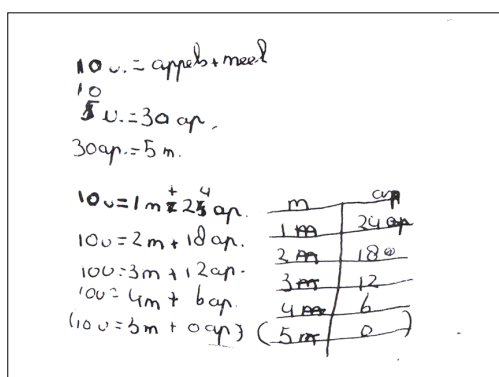 10 u. = appels + meel
10
5 u. = 30 ap.
30 ap. = 5 m.
10 u = 1 m + 24 ap.
10 u = 2 m + 18 ap.
10 u = 3 m + 12 ap.
10 u = 4 m + 6 ap.
(10 u = 5 m + 0 ap)
m ap
1 m 24 ap
2 m 18
3 m 12
4 m 6
(5 m 0)